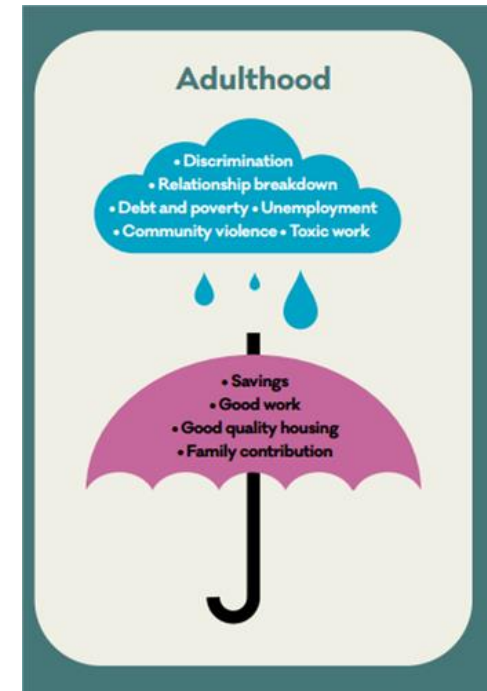 Adulthood
• Discrimination
• Relationship breakdown
• Debt and poverty • Unemployment
• Community violence • Toxic work
• Savings
• Good work
• Good quality housing
• Family contribution